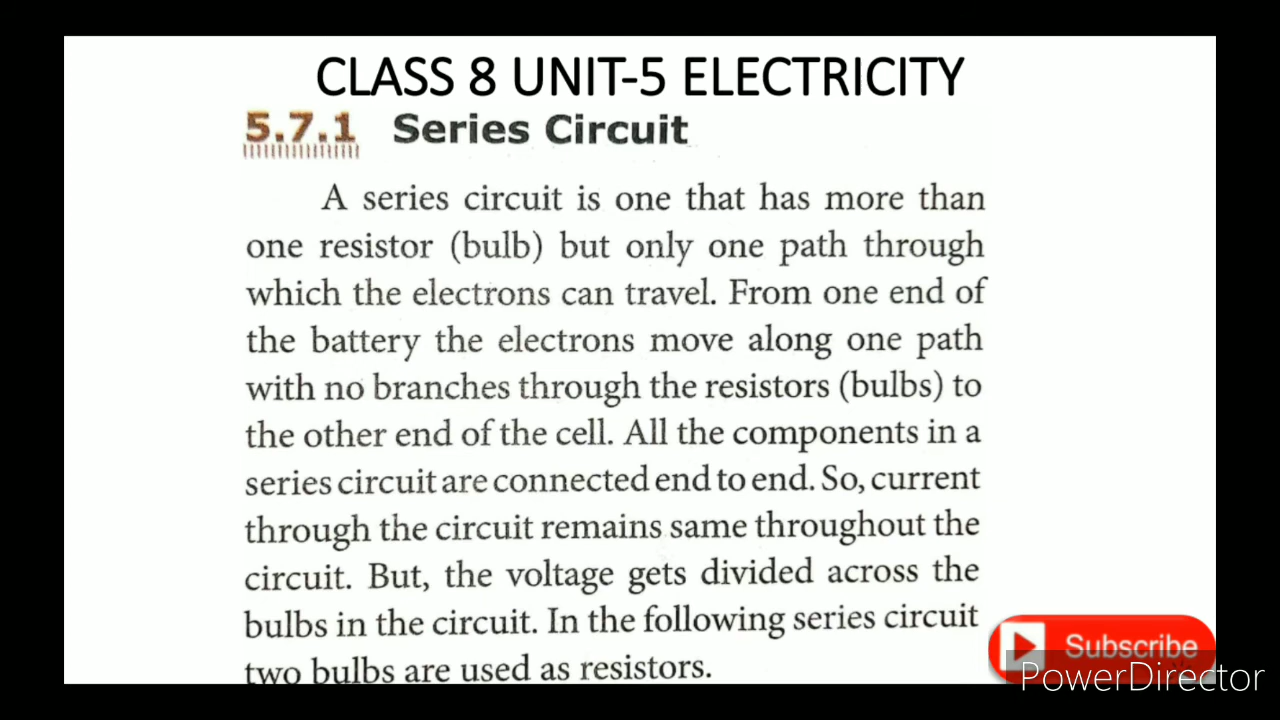 CLASS 8 UNIT-5 ELECTRICITY
5.7.1 Series Circuit
A series circuit is one that has more than
one resistor (bulb) but only one path through
which the electrons can travel. From one end of
the battery the electrons move along one path
with no branches through the resistors (bulbs) to
the other end of the cell. All the components in a
series circuit are connected end to end. So, current
through the circuit remains same throughout the
circuit. But, the voltage gets divided across the
bulbs in the circuit. In the following series circuit
two bulbs are used as resistors.
Subscribe
PowerDirector